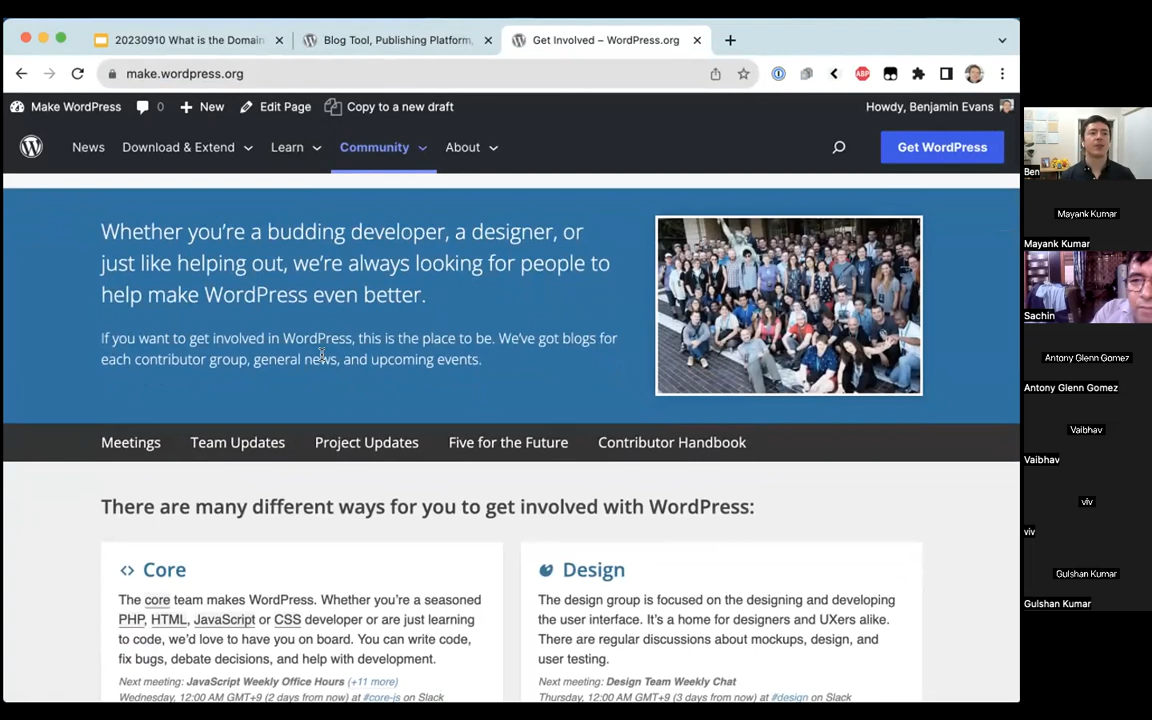 20230910 What is the Domain
Blog Tool, Publishing Platform,
Get Involved – WordPress.org
make.wordpress.org
Make WordPress
0
New
Edit Page
Copy to a new draft
Howdy, Benjamin Evans
News
Download & Extend
Learn
Community
About
Get WordPress
Whether you're a budding developer, a designer, or
just like helping out, we're always looking for people to
help make WordPress even better.
If you want to get involved in WordPress, this is the place to be. We've got blogs for
each contributor group, general news, and upcoming events.
Meetings
Team Updates
Project Updates
Five for the Future
Contributor Handbook
There are many different ways for you to get involved with WordPress:
Core
The core team makes WordPress. Whether you're a seasoned
PHP, HTML, JavaScript or CSS developer or are just learning
to code, we'd love to have you on board. You can write code,
fix bugs, debate decisions, and help with development.
Next meeting: JavaScript Weekly Office Hours (+11 more)
Wednesday, 12:00 AM GMT+9 (2 days from now) at #core-js on Slack
Design
The design group is focused on the designing and developing
the user interface. It's a home for designers and UXers alike.
There are regular discussions about mockups, design, and
user testing.
Next meeting: Design Team Weekly Chat
Thursday, 12:00 AM GMT+9 (3 days from now) at #design on Slack
Ben
Mayank Kumar
Mayank Kumar
Sachin
Antony Glenn Gomez
Antony Glenn Gomez
Vaibhav
Vaibhav
viv
viv
Gulshan Kumar
Gulshan Kumar
ABP